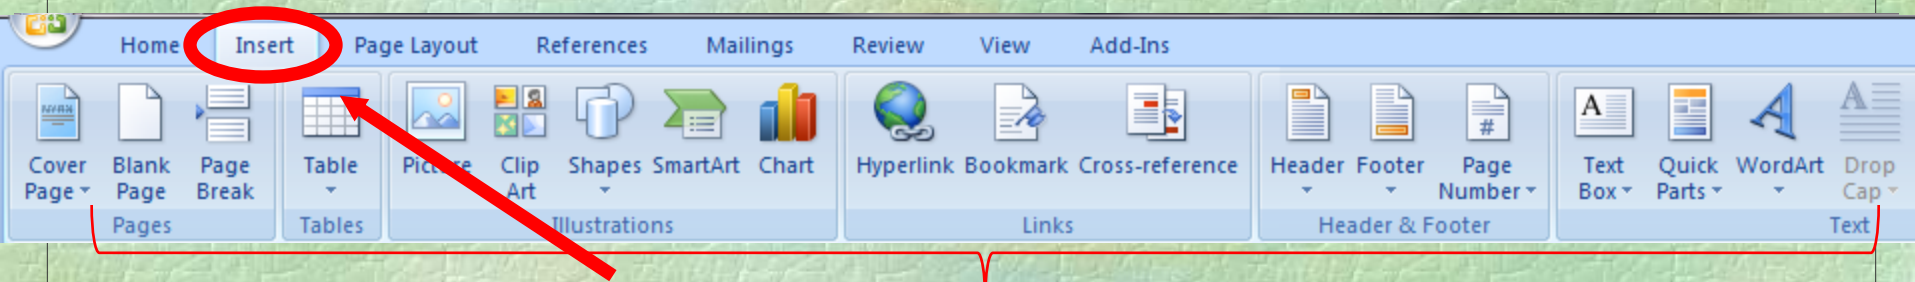 Home Insert Page Layout References Mailings Review View Add-Ins
Cover Blank Page Table Picture Clip Shapes SmartArt Chart Hyperlink Bookmark Cross-reference Header Footer Page Text Quick WordArt Drop
Page Page Break Art Number Box Parts Cap
Pages Tables Illustrations Links Header & Footer Text